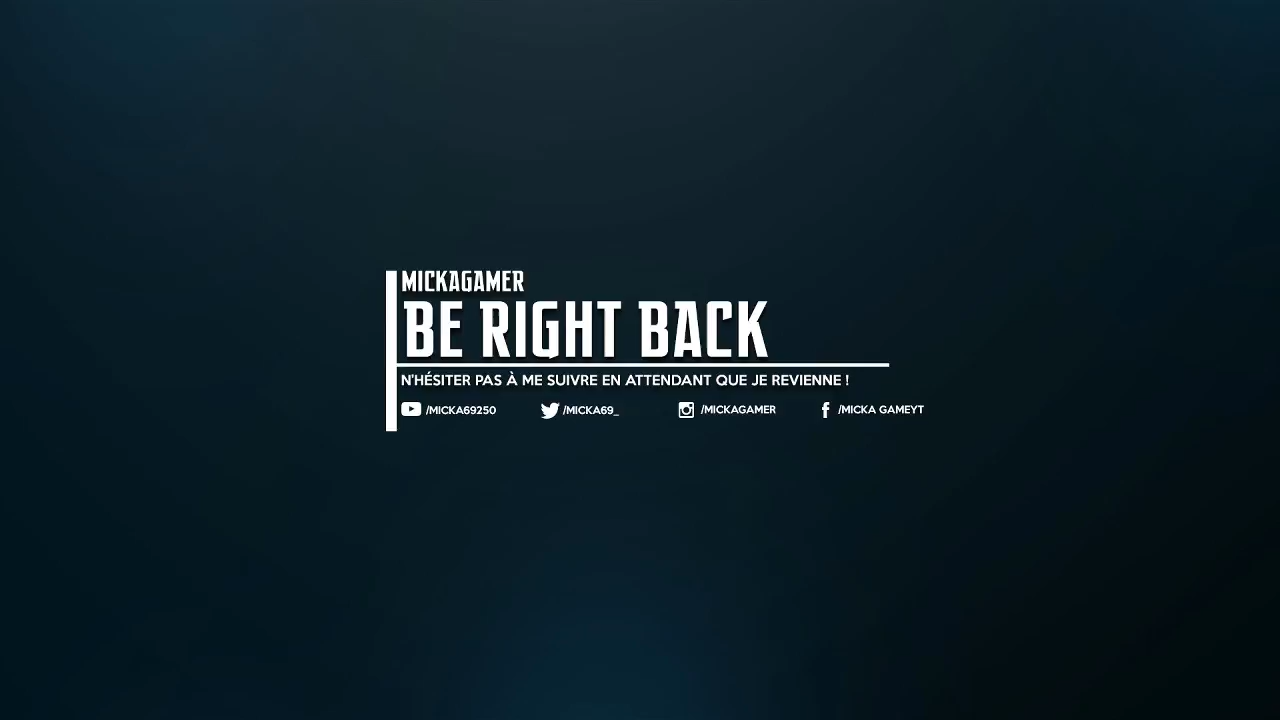 MICKAGAMER
BE RIGHT BACK
N'HÉSITER PAS À ME SUIVRE EN ATTENDANT QUE JE REVIENNE !
/MICKA69250 /MICKA69_ /MICKAGAMER /MICKA GAMEYT